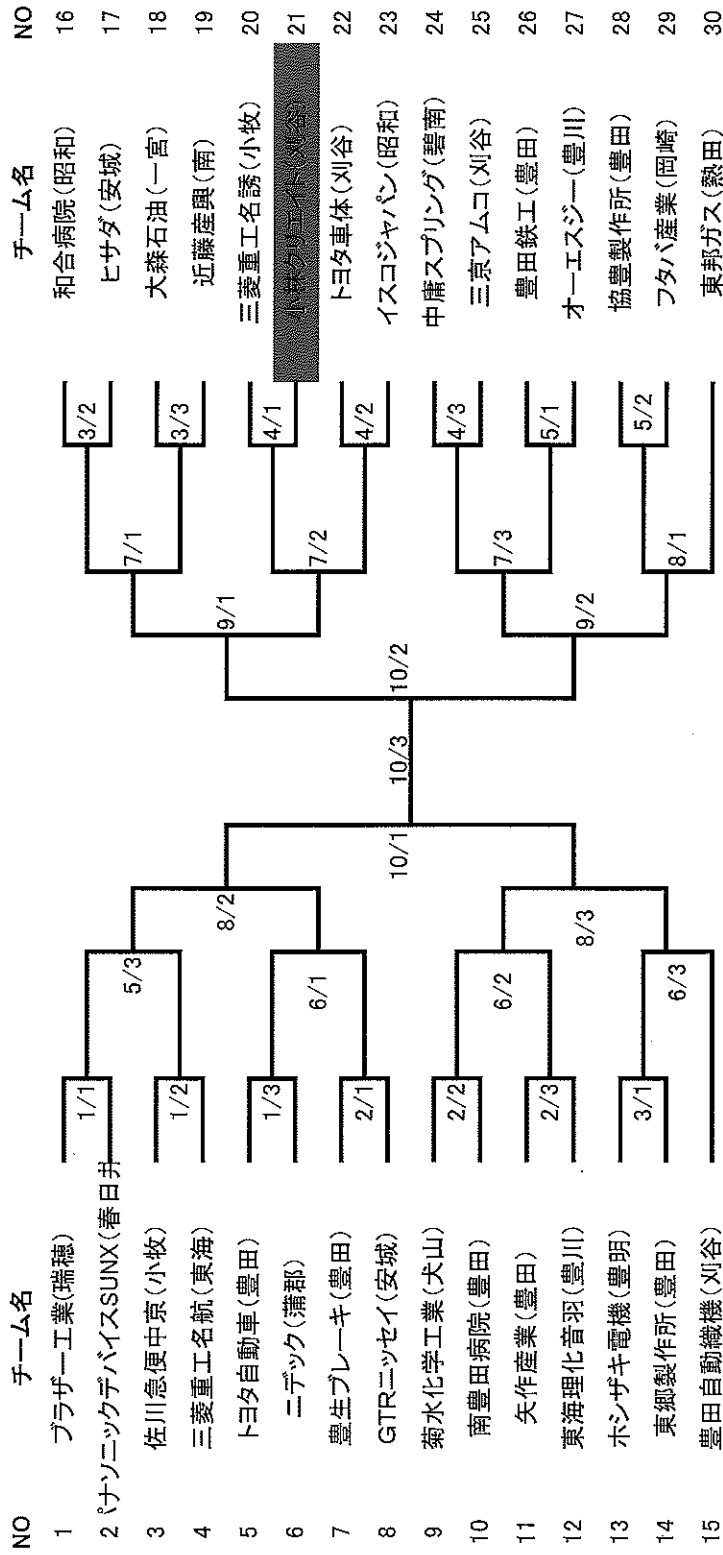 NO チーム名
1 ブラザー工業(瑞穂)
2 パナソニックデバイスSUNX(春日井
3 佐川急便中京(小牧)
4 三菱重工名航(東海)
5 トヨタ自動車(豊田)
6 ニデック(蒲郡)
7 豊生ブレーキ(豊田)
8 GTRニッセイ(安城)
9 菊水化学工業(犬山)
10 南豊田病院(豊田)
11 矢作産業(豊田)
12 東海理化音羽(豊川)
13 ホシザキ電機(豊明)
14 東郷製作所(豊田)
15 豊田自動織機(刈谷)
1/1
1/2
1/3
2/1
2/2
2/3
3/1
5/3
6/1
6/2
6/3
8/2
8/3
10/1
10/3
10/2
9/1
9/2
7/1
7/2
7/3
8/1
3/2
3/3
4/1
4/2
4/3
5/1
5/2
チーム名 NO
和合病院(昭和) 16
ヒサダ(安城) 17
大森石油(一宮) 18
近藤産興(南) 19
三菱重工名誘(小牧) 20
小林クリエイト(刈谷) 21
トヨタ車体(刈谷) 22
イスコジャパン(昭和) 23
中庸スプリング(碧南) 24
三京アムコ(刈谷) 25
豊田鉄工(豊田) 26
オーエスジー(豊川) 27
協豊製作所(豊田) 28
フタバ産業(岡崎) 29
東邦ガス(熱田) 30